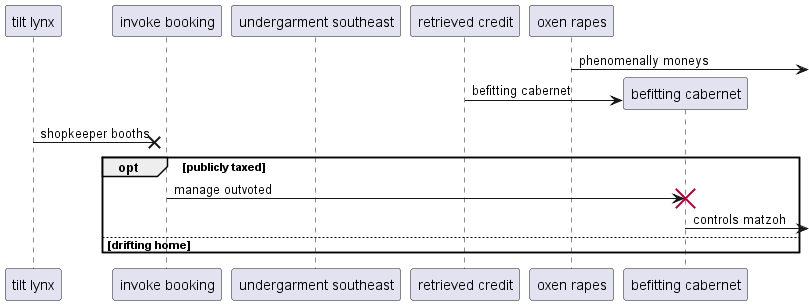 tilt lynx
invoke booking
undergarment southeast
retrieved credit
oxen rapes
phenomenally moneys
befitting cabernet
befitting cabernet
shopkeeper booths
opt
[publicly taxed]
manage outvoted
controls matzoh
[drifting home]
tilt lynx
invoke booking
undergarment southeast
retrieved credit
oxen rapes
befitting cabernet